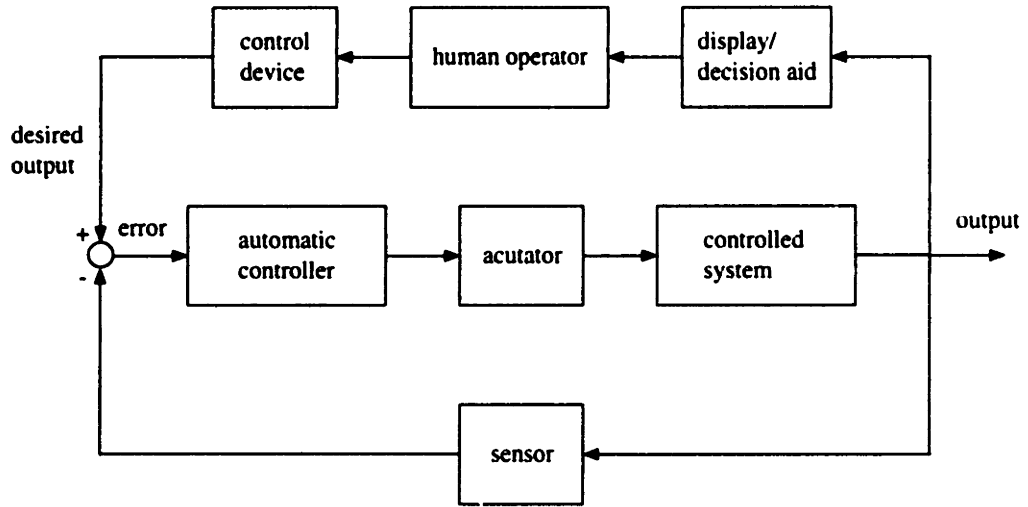 control
device
human operator
display/
decision aid
desired
output
+
error
-
automatic
controller
acutator
controlled
system
output
sensor